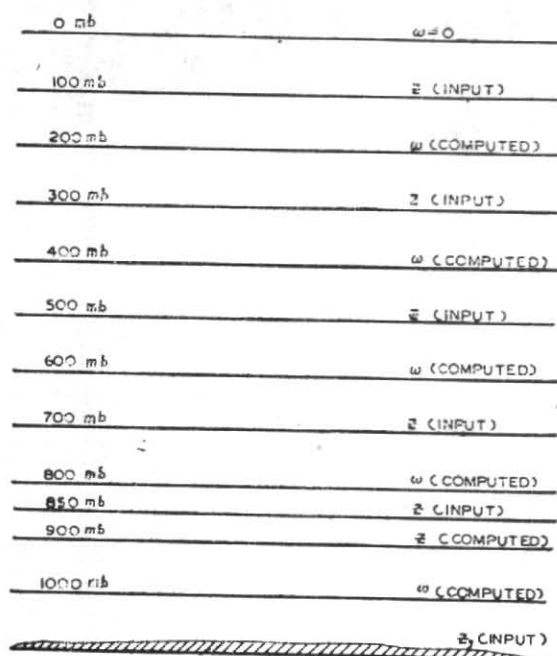 0 mb ω=0
100 mb z (INPUT)
200 mb ω (COMPUTED)
300 mb z (INPUT)
400 mb ω (COMPUTED)
500 mb z (INPUT)
600 mb ω (COMPUTED)
700 mb z (INPUT)
800 mb ω (COMPUTED)
850 mb z (INPUT)
900 mb z (COMPUTED)
1000 mb ω (COMPUTED)
(INPUT)